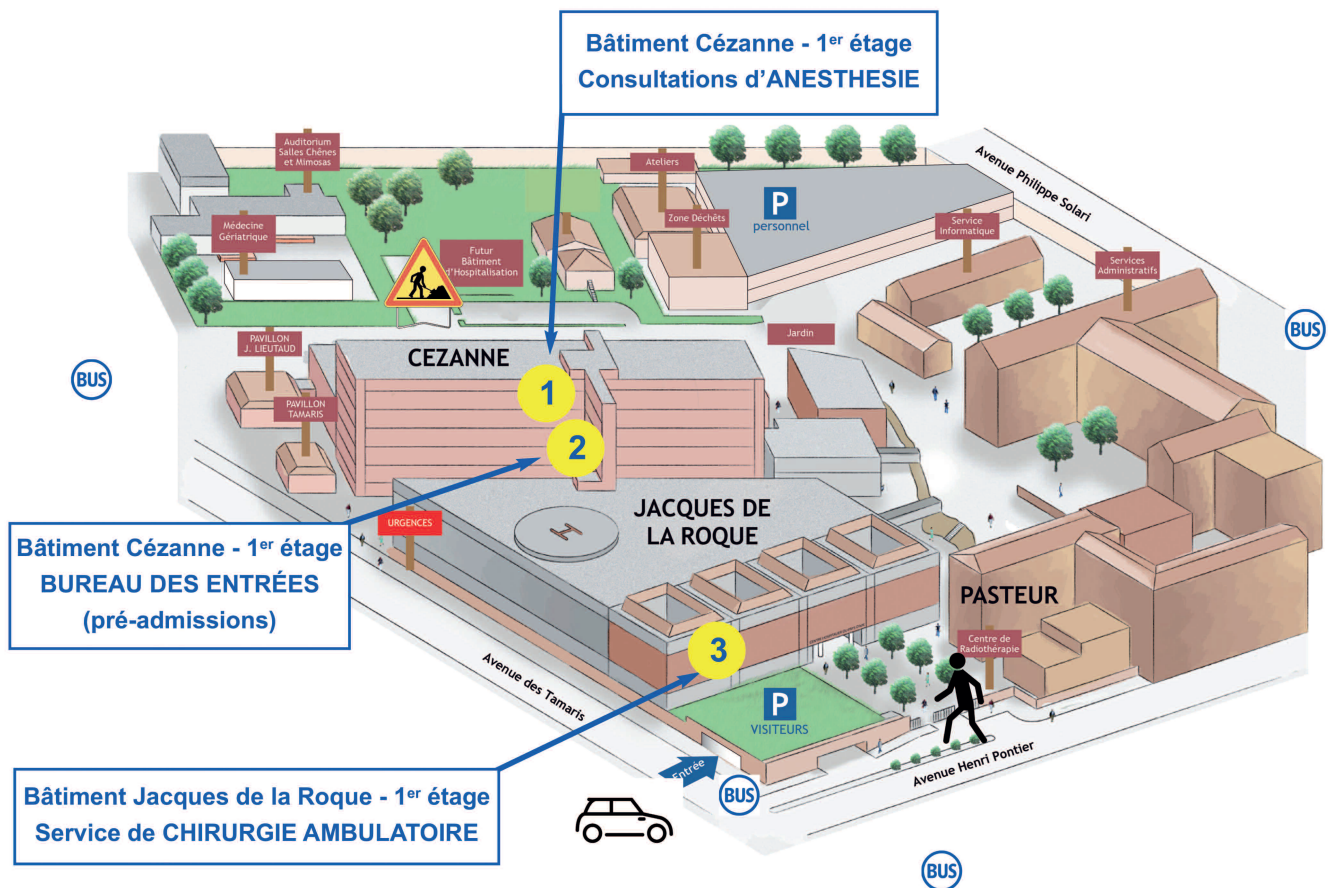 Bâtiment Cézanne - 1er étage
Consultations d'ANESTHESIE
Auditorium
Salles Chênes
et Mimosas
Ateliers
Avenue Philippe Solari
P
personnel
Médecine
Gériatrique
Zone Déchêts
Service
Informatique
Futur
Bâtiment
d'Hospitalisation
Services
Administratifs
BUS
PAVILLON
J. LIEUTAUD
Jardin
CEZANNE
BUS
1
PAVILLON
TAMARIS
2
JACQUES DE
LA ROQUE
URGENCES
H
Bâtiment Cézanne - 1er étage
BUREAU DES ENTRÉES
(pré-admissions)
PASTEUR
Centre de
Radiothérapie
3
Avenue des Tamaris
P
VISITEURS
Avenue Henri Pontier
Entrée
BUS
Bâtiment Jacques de la Roque - 1er étage
Service de CHIRURGIE AMBULATOIRE
BUS